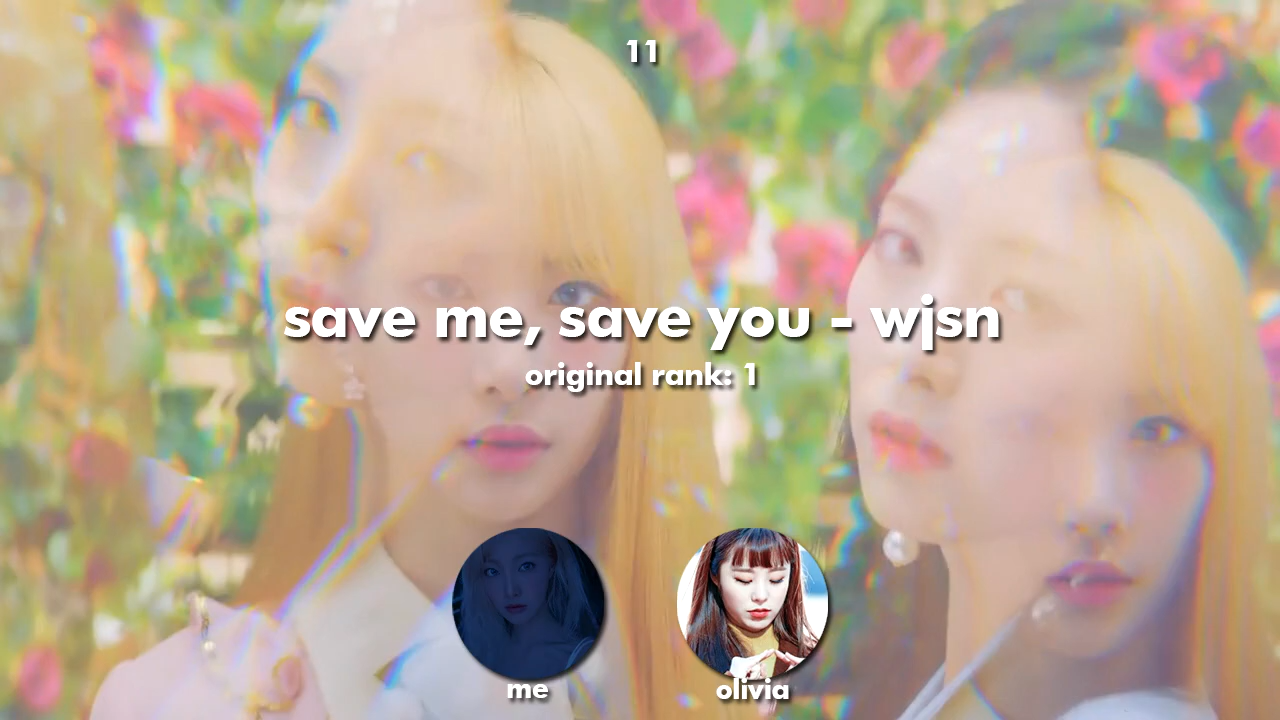 11
save me, save you - wjsn
original rank: 1
me
olivia